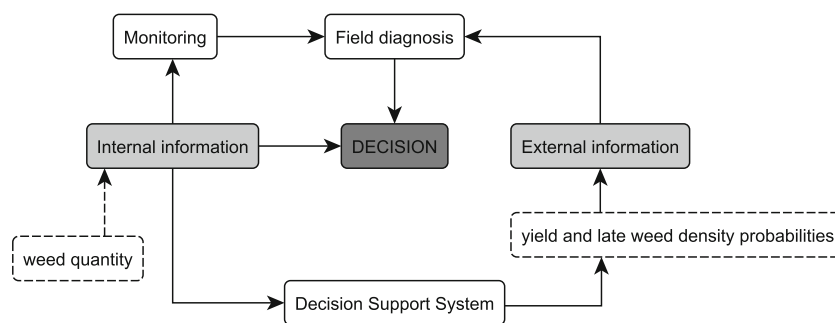 Monitoring
Field diagnosis
Internal information
DECISION
External information
weed quantity
yield and late weed density probabilities
Decision Support System